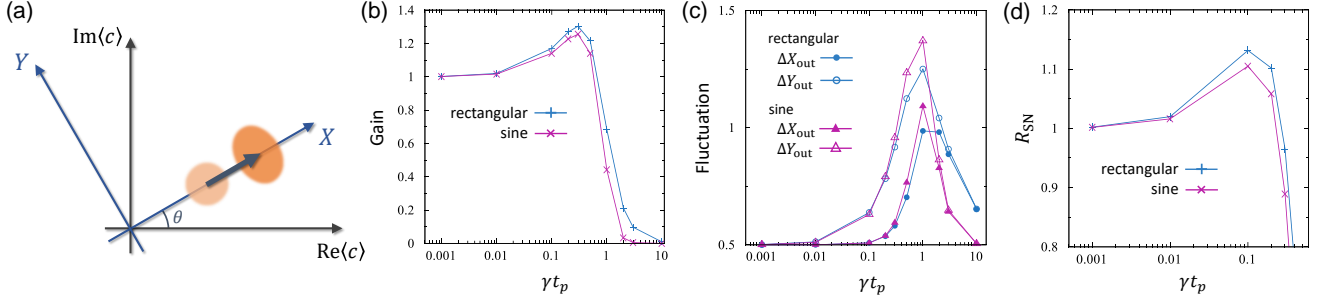 (a)
Im⟨c⟩
Y
X
θ
Re⟨c⟩
(b)
Gain
1.4
1.2
1.0
0.8
0.6
0.4
0.2
0
rectangular
sine
0.001
0.01
0.1
1
10
γt_p
(c)
Fluctuation
1.5
1
0.5
rectangular
ΔX_out
ΔY_out
sine
ΔX_out
ΔY_out
0.001
0.01
0.1
1
10
γt_p
(d)
R_SN
1.2
1.1
1
0.9
0.8
rectangular
sine
0.001
0.01
0.1
γt_p